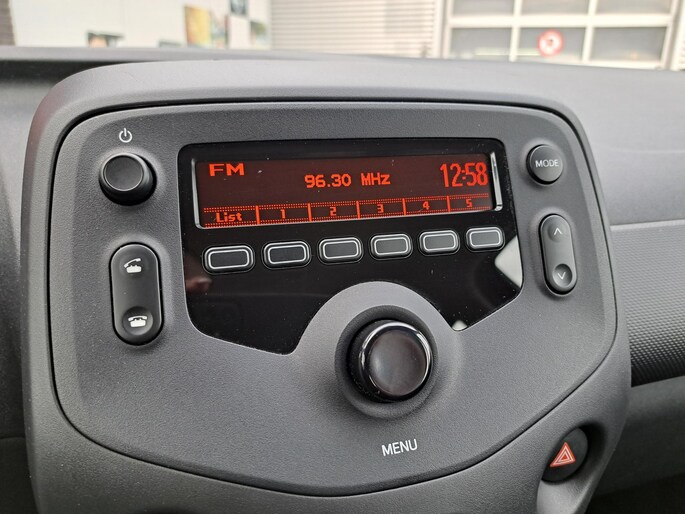 FM 96.30 MHz 12:58
List 1 2 3 4 5
MODE
MENU